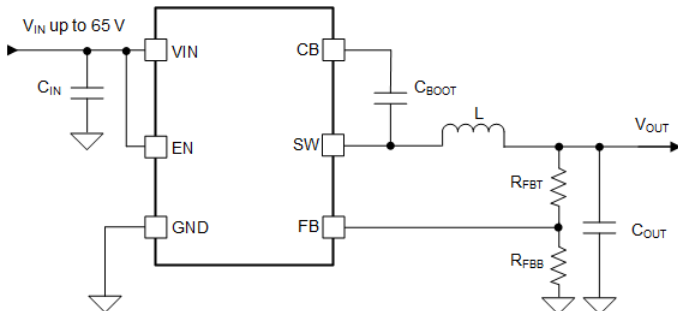 VIN up to 65 V
VIN
CB
CIN
CBOOT
L
VOUT
EN
SW
RFBT
GND
FB
COUT
RFBB